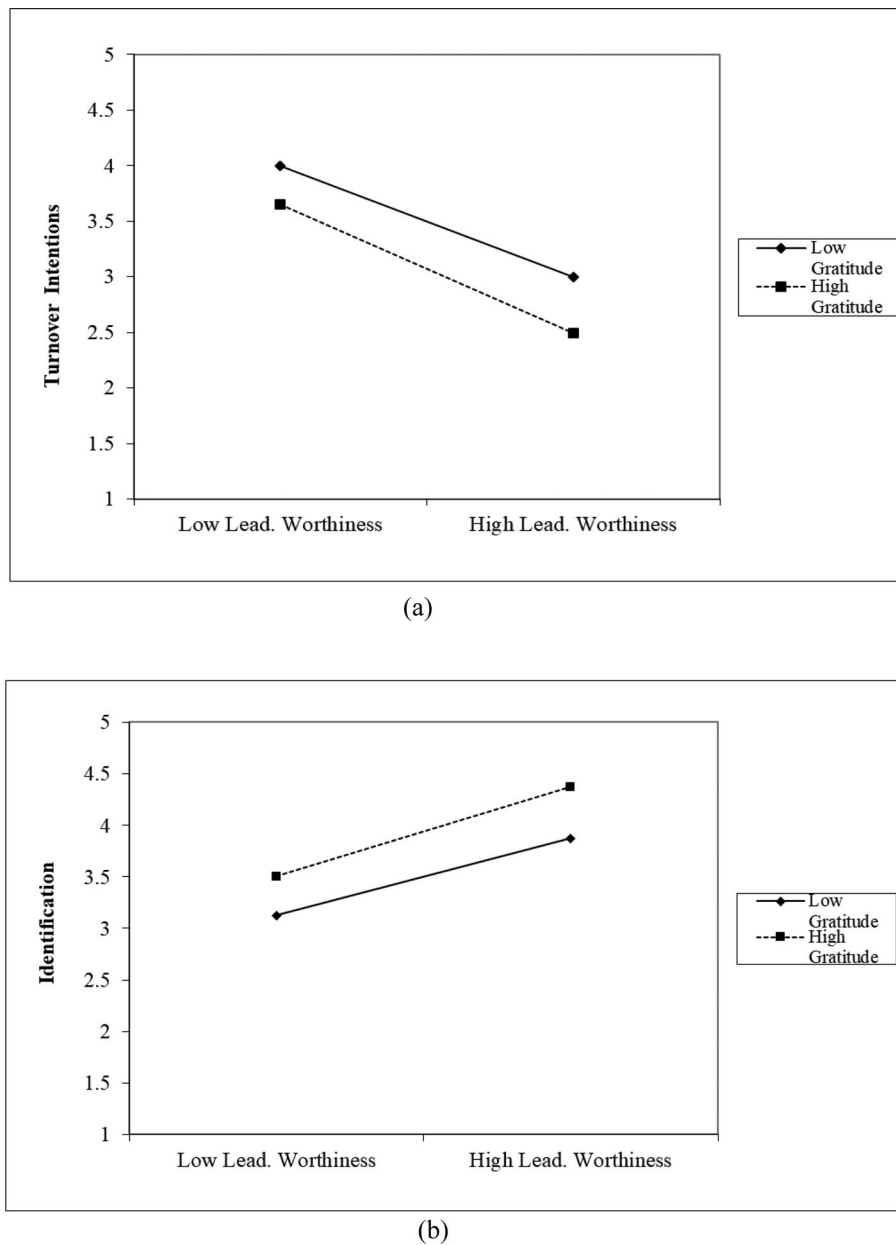 5
4.5
4
3.5
3
2.5
2
1.5
1
Turnover Intentions
Low Lead. Worthiness
High Lead. Worthiness
Low
Gratitude
High
Gratitude
(a)
5
4.5
4
3.5
3
2.5
2
1.5
1
Identification
Low Lead. Worthiness
High Lead. Worthiness
Low
Gratitude
High
Gratitude
(b)